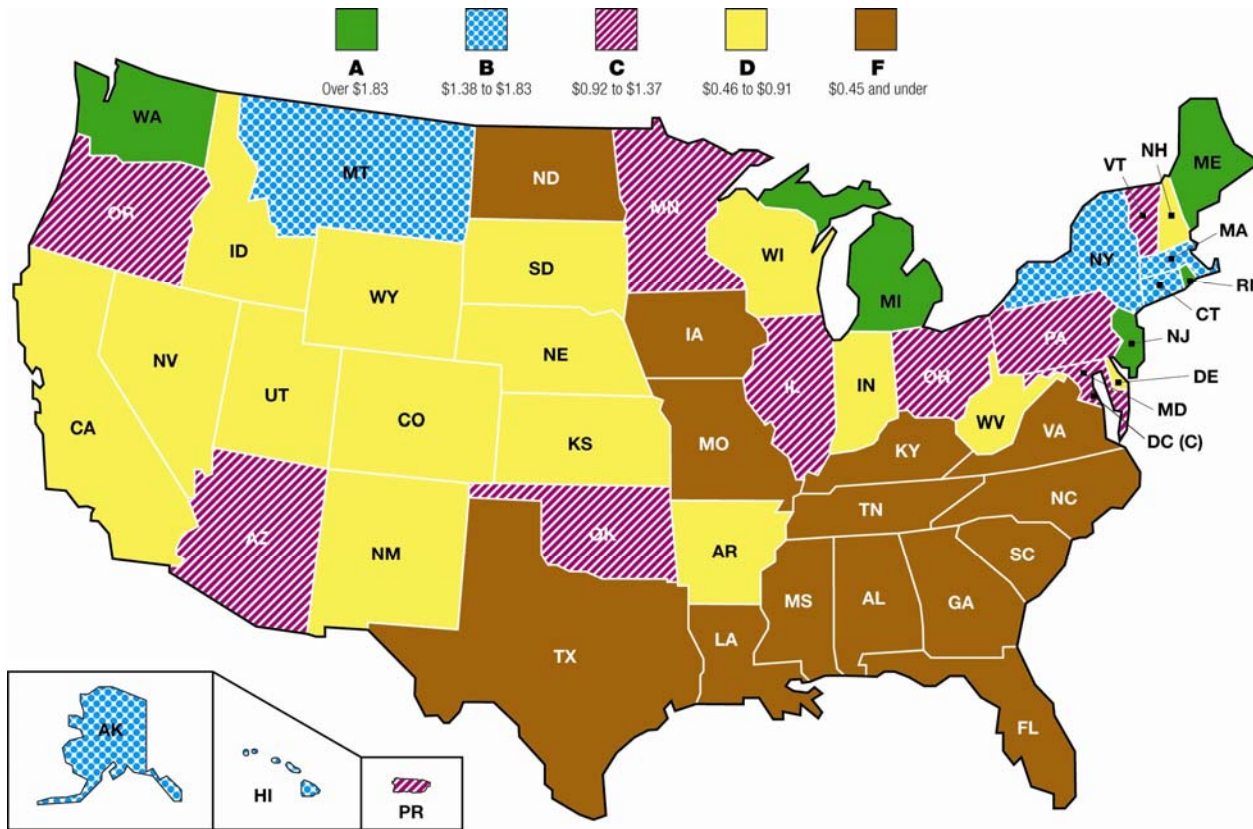 A B C D F
Over $1.83 $1.38 to $1.83 $0.92 to $1.37 $0.46 to $0.91 $0.45 and under
WA
MT
ND
MN
OR
ID
WY
SD
WI
MI
VT
NH
ME
MA
NY
RI
CT
NJ
PA
DE
MD
DC (C)
NV
UT
CO
NE
IA
IL
IN
OH
WV
VA
CA
KS
MO
KY
AZ
NM
OK
AR
TN
NC
SC
TX
LA
MS
AL
GA
FL
AK
HI
PR